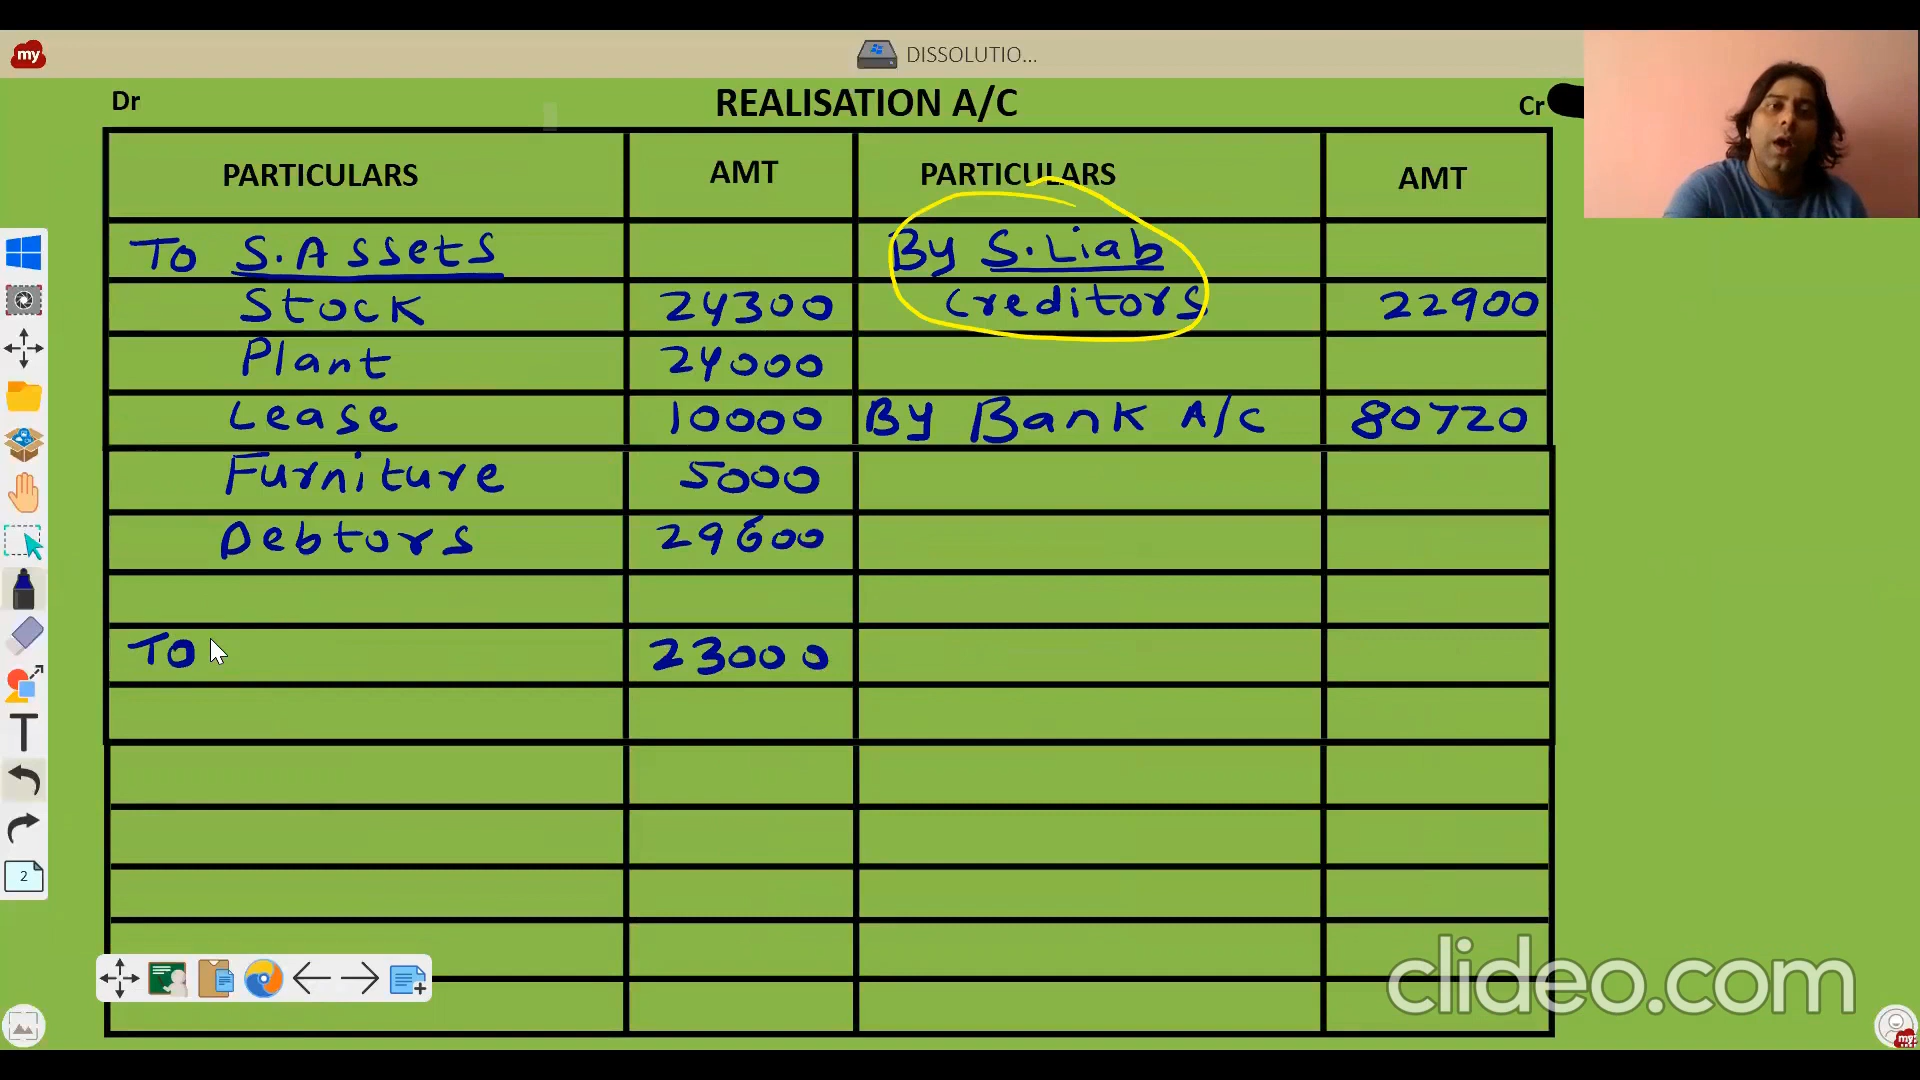 my
DISSOLUTIO...
Dr REALISATION A/C Cr
PARTICULARS AMT PARTICULARS AMT
To S.Assets By S.Liab
Stock 24300 Creditors 22900
Plant 24000
Lease 10000 By Bank A/c 80720
Furniture 5000
Debtors 29600
To 23000
T
2
clideo.com
my